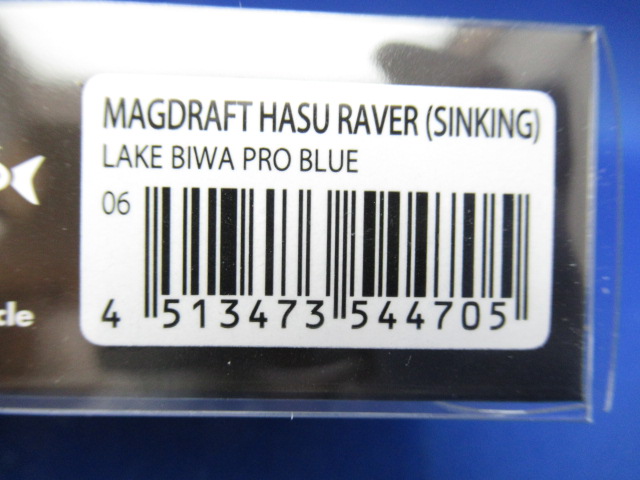 MAGDRAFT HASU RAVER (SINKING)
LAKE BIWA PRO BLUE
06
4 513473 544705